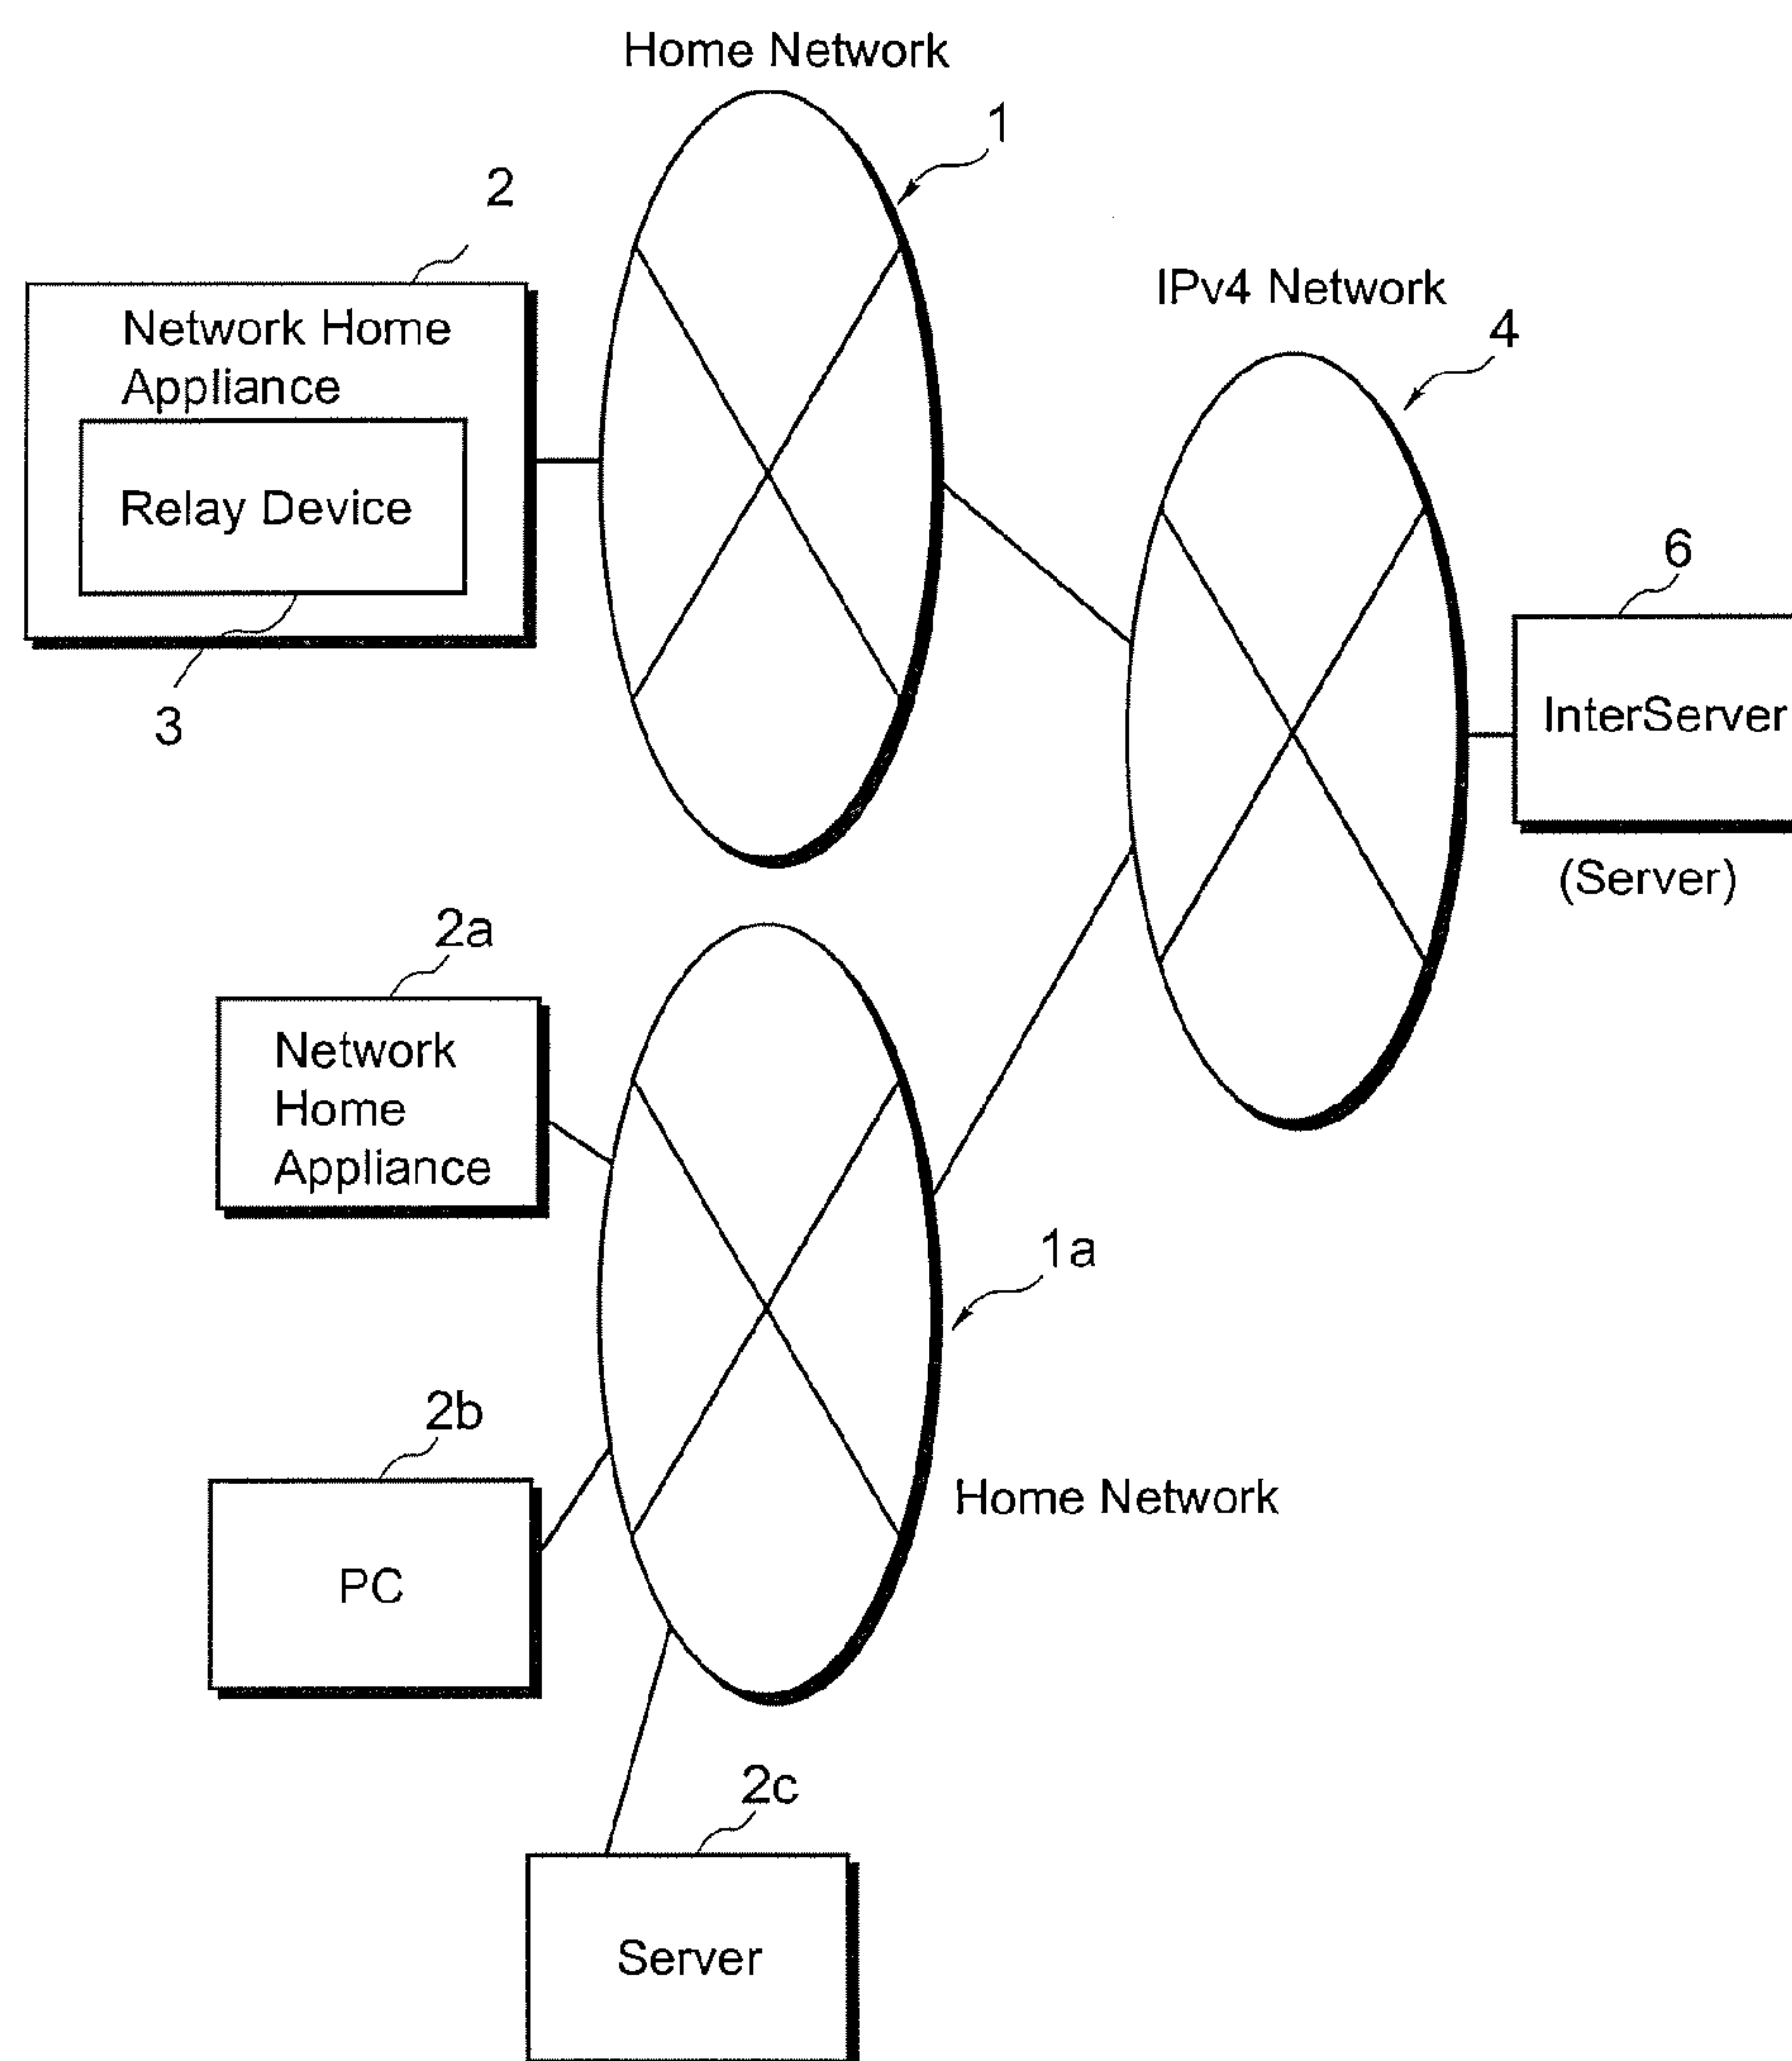 Home Network
1
2
IPv4 Network
4
Network Home
Appliance
Relay Device
3
6
InterServer
(Server)
2a
Network
Home
Appliance
1a
2b
Home Network
PC
2c
Server